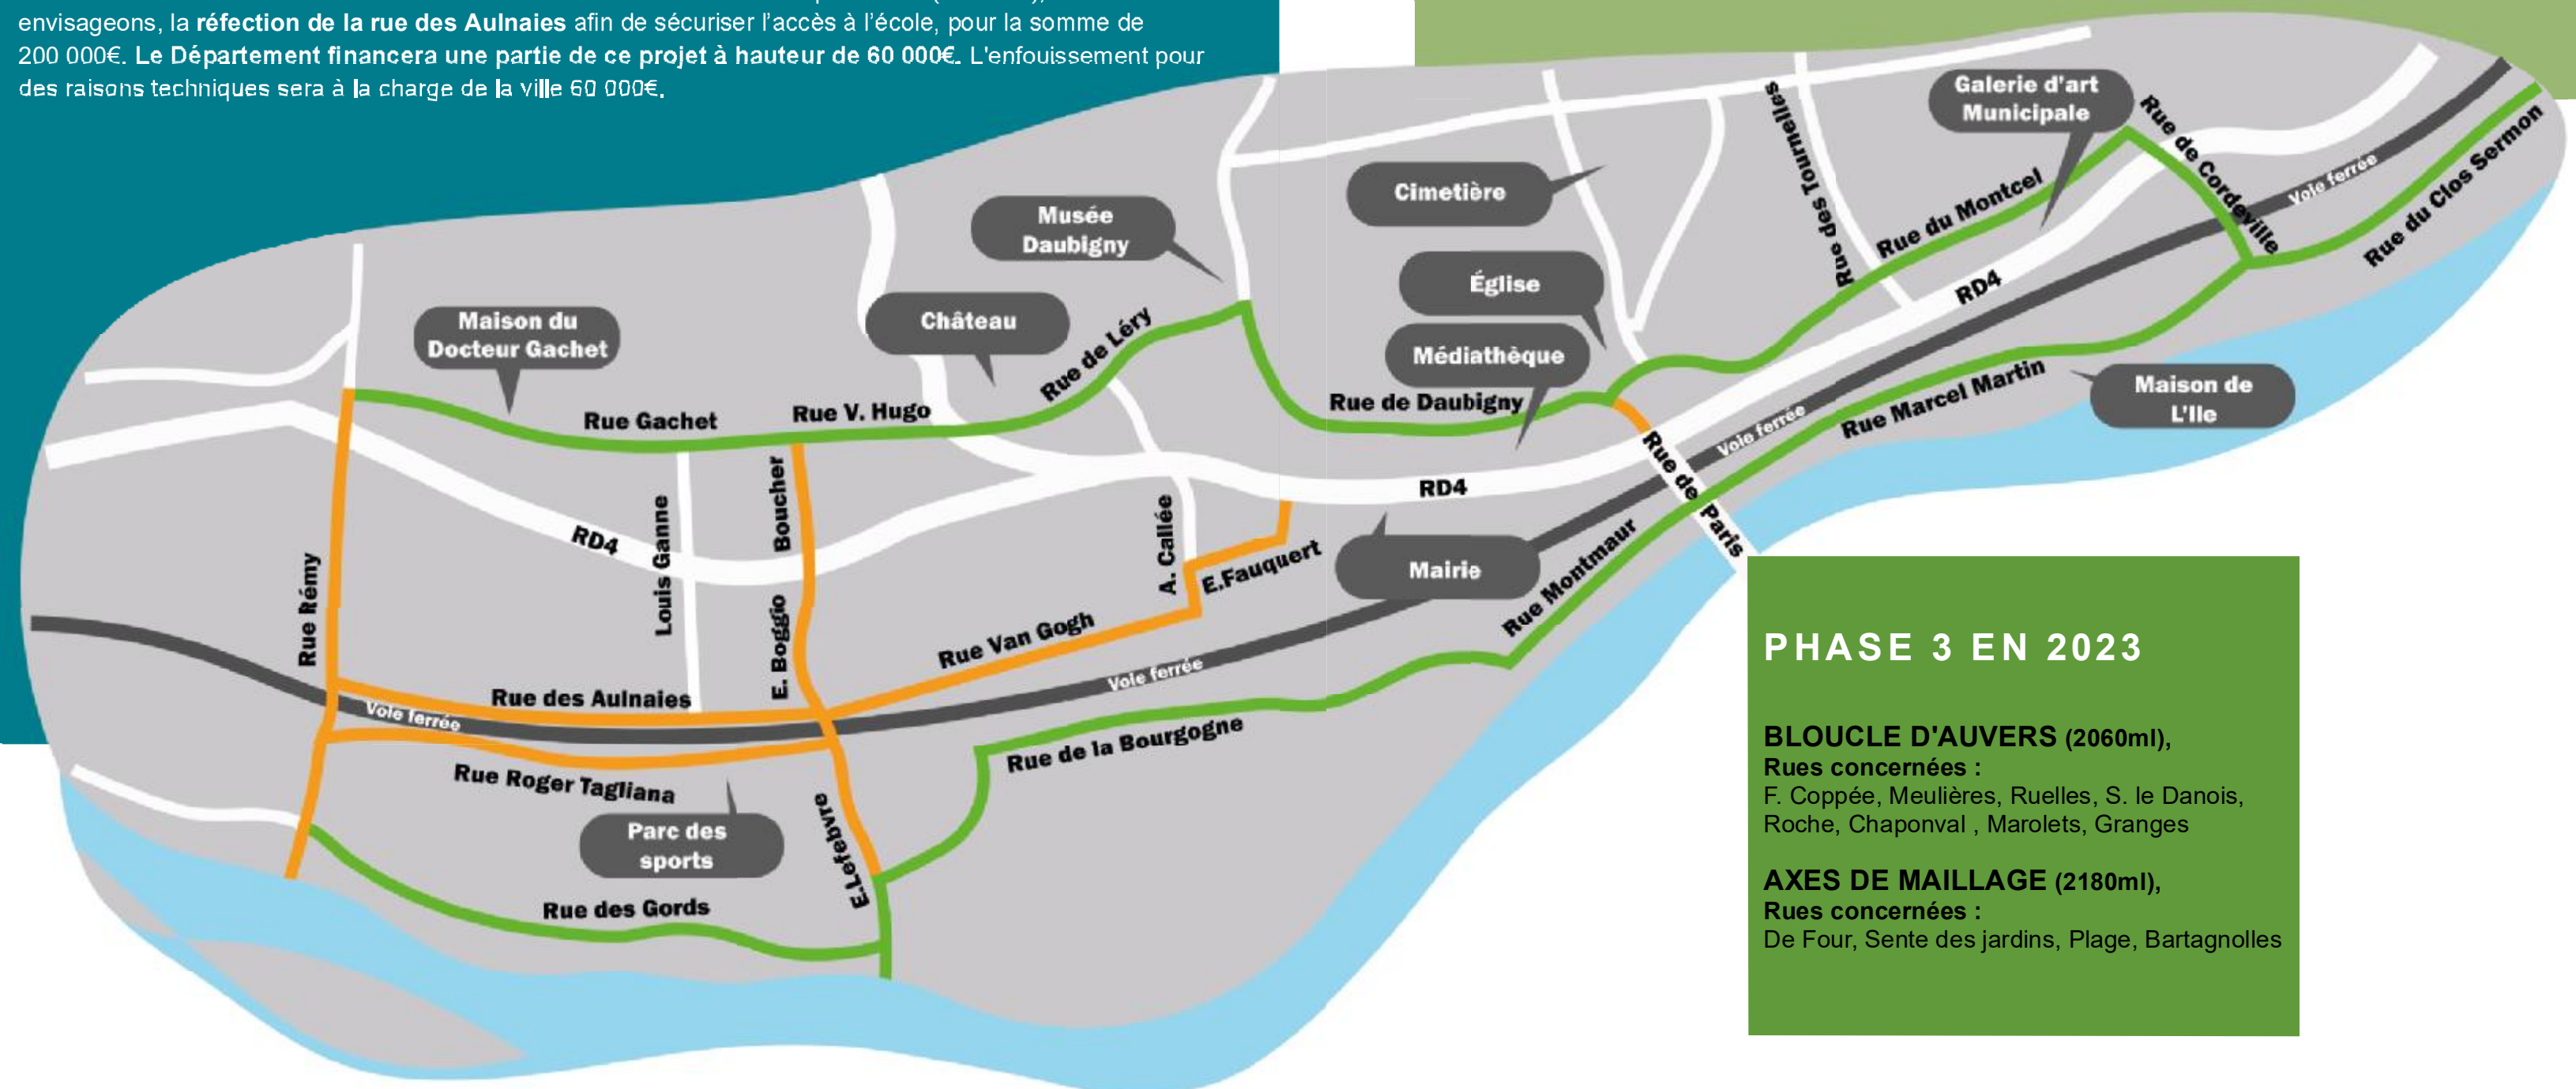 envisageons, la réfection de la rue des Aulnaies afin de sécuriser l'accès à l'école, pour la somme de
200 000€. Le Département financera une partie de ce projet à hauteur de 60 000€. L'enfouissement pour
des raisons techniques sera à la charge de la ville 60 000€.
Galerie d'art
Municipale
Rue de Cordeville
Rue du Clos Sermon
Voie ferrée
Rue des Tournelles
Rue du Montcel
Cimetière
Musée
Daubigny
Église
RD4
Maison du
Docteur Gachet
Château
Rue de Léry
Médiathèque
Maison de
L'Ile
Rue Gachet
Rue V. Hugo
Rue de Daubigny
Rue Marcel Martin
Voie ferrée
RD4
Rue de Paris
RD4
Louis Ganne
Boucher
E. Boggio
A. Callée
E.Fauquert
Mairie
Rue Montmaur
Rue Rémy
Rue Van Gogh
Voie ferrée
Rue des Aulnaies
Voie ferrée
Rue de la Bourgogne
Rue Roger Tagliana
Parc des
sports
E.Lefebvre
Rue des Gords
PHASE 3 EN 2023
BLOUCLE D'AUVERS (2060ml),
Rues concernées :
F. Coppée, Meulières, Ruelles, S. le Danois,
Roche, Chaponval , Marolets, Granges
AXES DE MAILLAGE (2180ml),
Rues concernées :
De Four, Sente des jardins, Plage, Bartagnolles